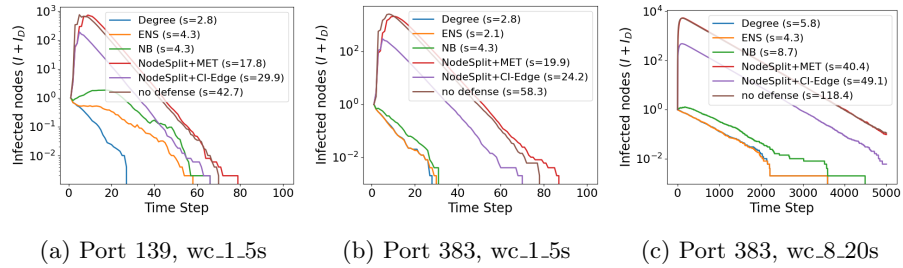 Infected nodes (I + I_D)
10³
10²
10¹
10⁰
10⁻¹
10⁻²
Degree (s=2.8)
ENS (s=4.3)
NB (s=4.3)
NodeSplit+MET (s=17.8)
NodeSplit+CI-Edge (s=29.9)
no defense (s=42.7)
0 20 40 60 80 100
Time Step
(a) Port 139, wc_1_5s
Infected nodes (I + I_D)
10²
10⁰
10⁻²
Degree (s=2.8)
ENS (s=2.1)
NB (s=4.3)
NodeSplit+MET (s=19.9)
NodeSplit+CI-Edge (s=24.2)
no defense (s=58.3)
0 20 40 60 80 100
Time Step
(b) Port 383, wc_1_5s
Infected nodes (I + I_D)
10²
10⁰
10⁻²
Degree (s=5.8)
ENS (s=4.3)
NB (s=8.7)
NodeSplit+MET (s=40.4)
NodeSplit+CI-Edge (s=49.1)
no defense (s=118.4)
0 1000 2000 3000 4000 5000
Time Step
(c) Port 383, wc_8_20s